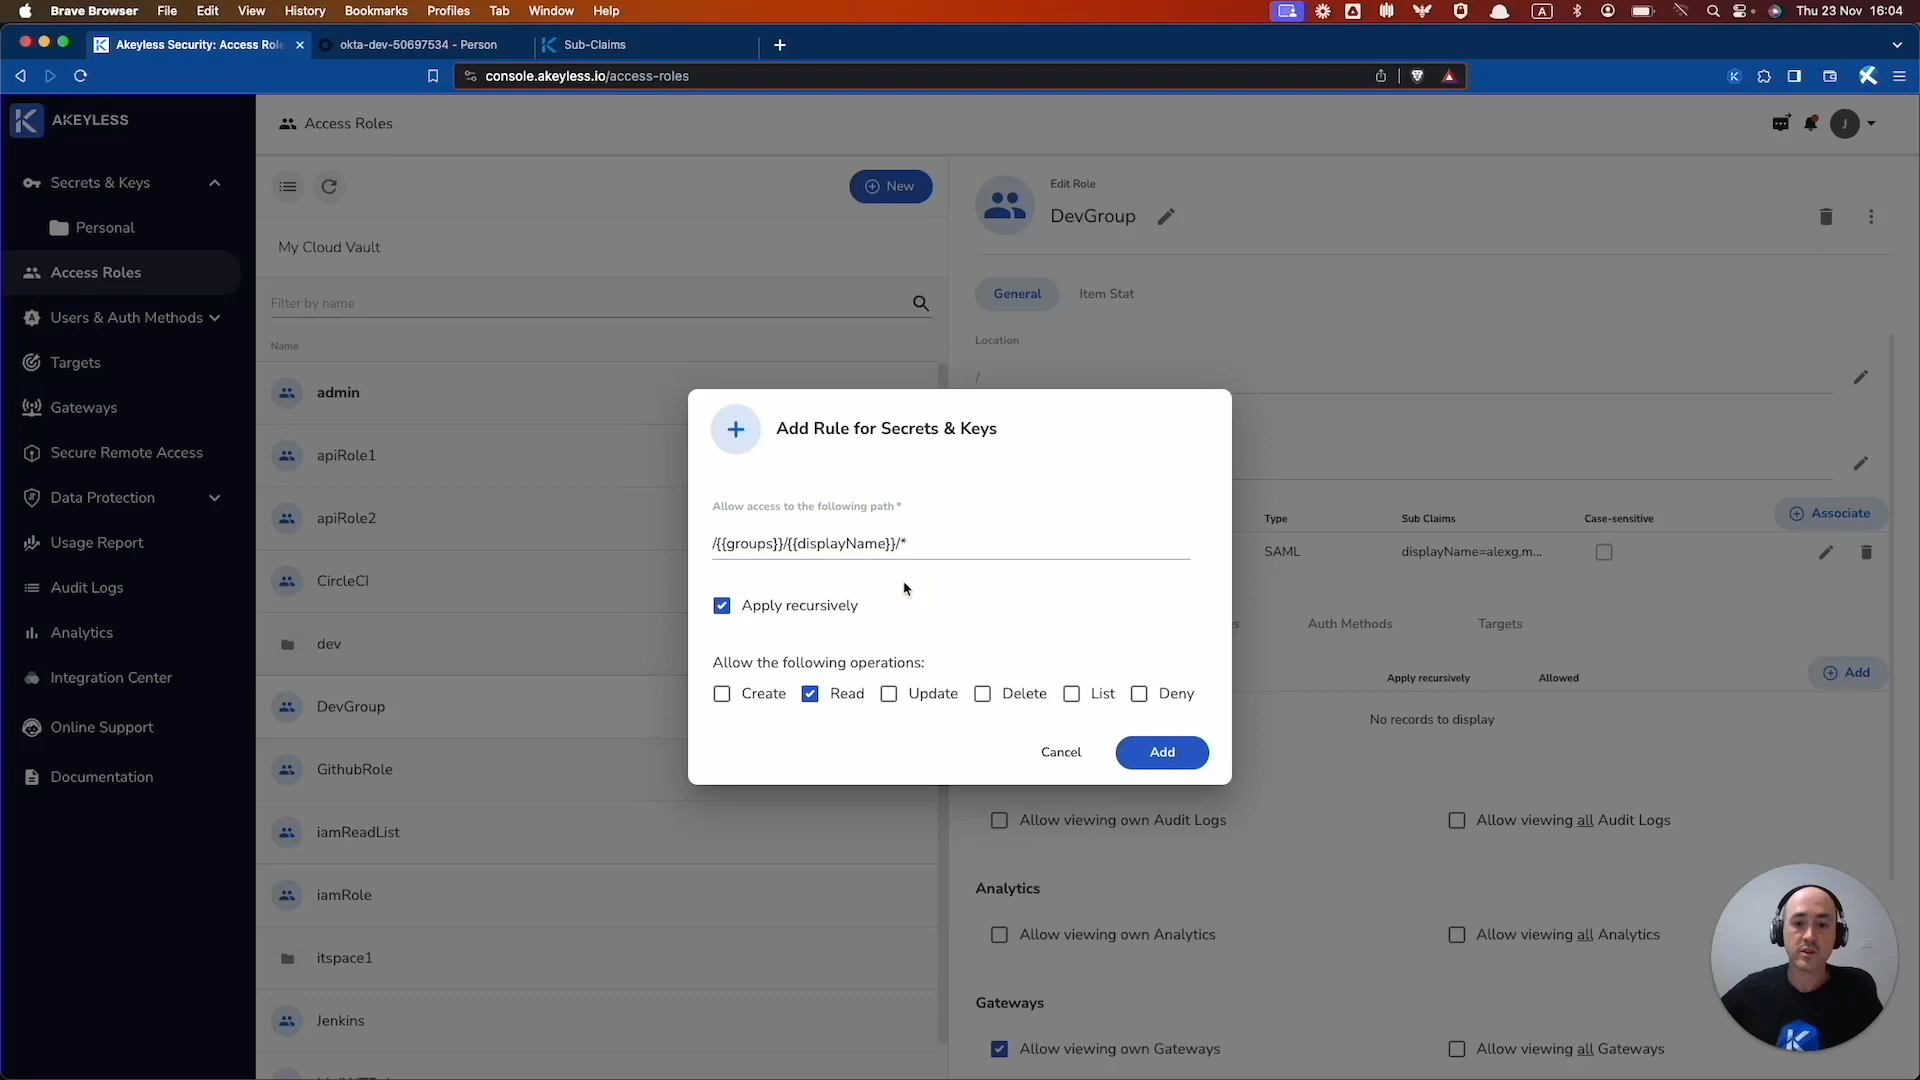 Brave Browser File Edit View History Bookmarks Profiles Tab Window Help
A
Thu 23 Nov 16:04
Akeyless Security: Access Role
okta-dev-50697534 - Person
Sub-Claims
console.akeyless.io/access-roles
AKEYLESS
Secrets & Keys
Personal
Access Roles
Users & Auth Methods
Targets
Gateways
Secure Remote Access
Data Protection
Usage Report
Audit Logs
Analytics
Integration Center
Online Support
Documentation
Access Roles
J
New
My Cloud Vault
Filter by name
Name
admin
apiRole1
apiRole2
CircleCI
dev
DevGroup
GithubRole
iamReadList
iamRole
itspace1
Jenkins
Edit Role
DevGroup
General
Item Stat
Location
/
Type
Sub Claims
Case-sensitive
Associate
SAML
displayName=alexg,m...
Auth Methods
Targets
Add
Apply recursively
Allowed
No records to display
Allow viewing own Audit Logs
Allow viewing all Audit Logs
Analytics
Allow viewing own Analytics
Allow viewing all Analytics
Gateways
Allow viewing own Gateways
Allow viewing all Gateways
Add Rule for Secrets & Keys
Allow access to the following path *
/{{groups}}/{{displayName}}/*
Apply recursively
Allow the following operations:
Create Read Update Delete List Deny
Cancel
Add